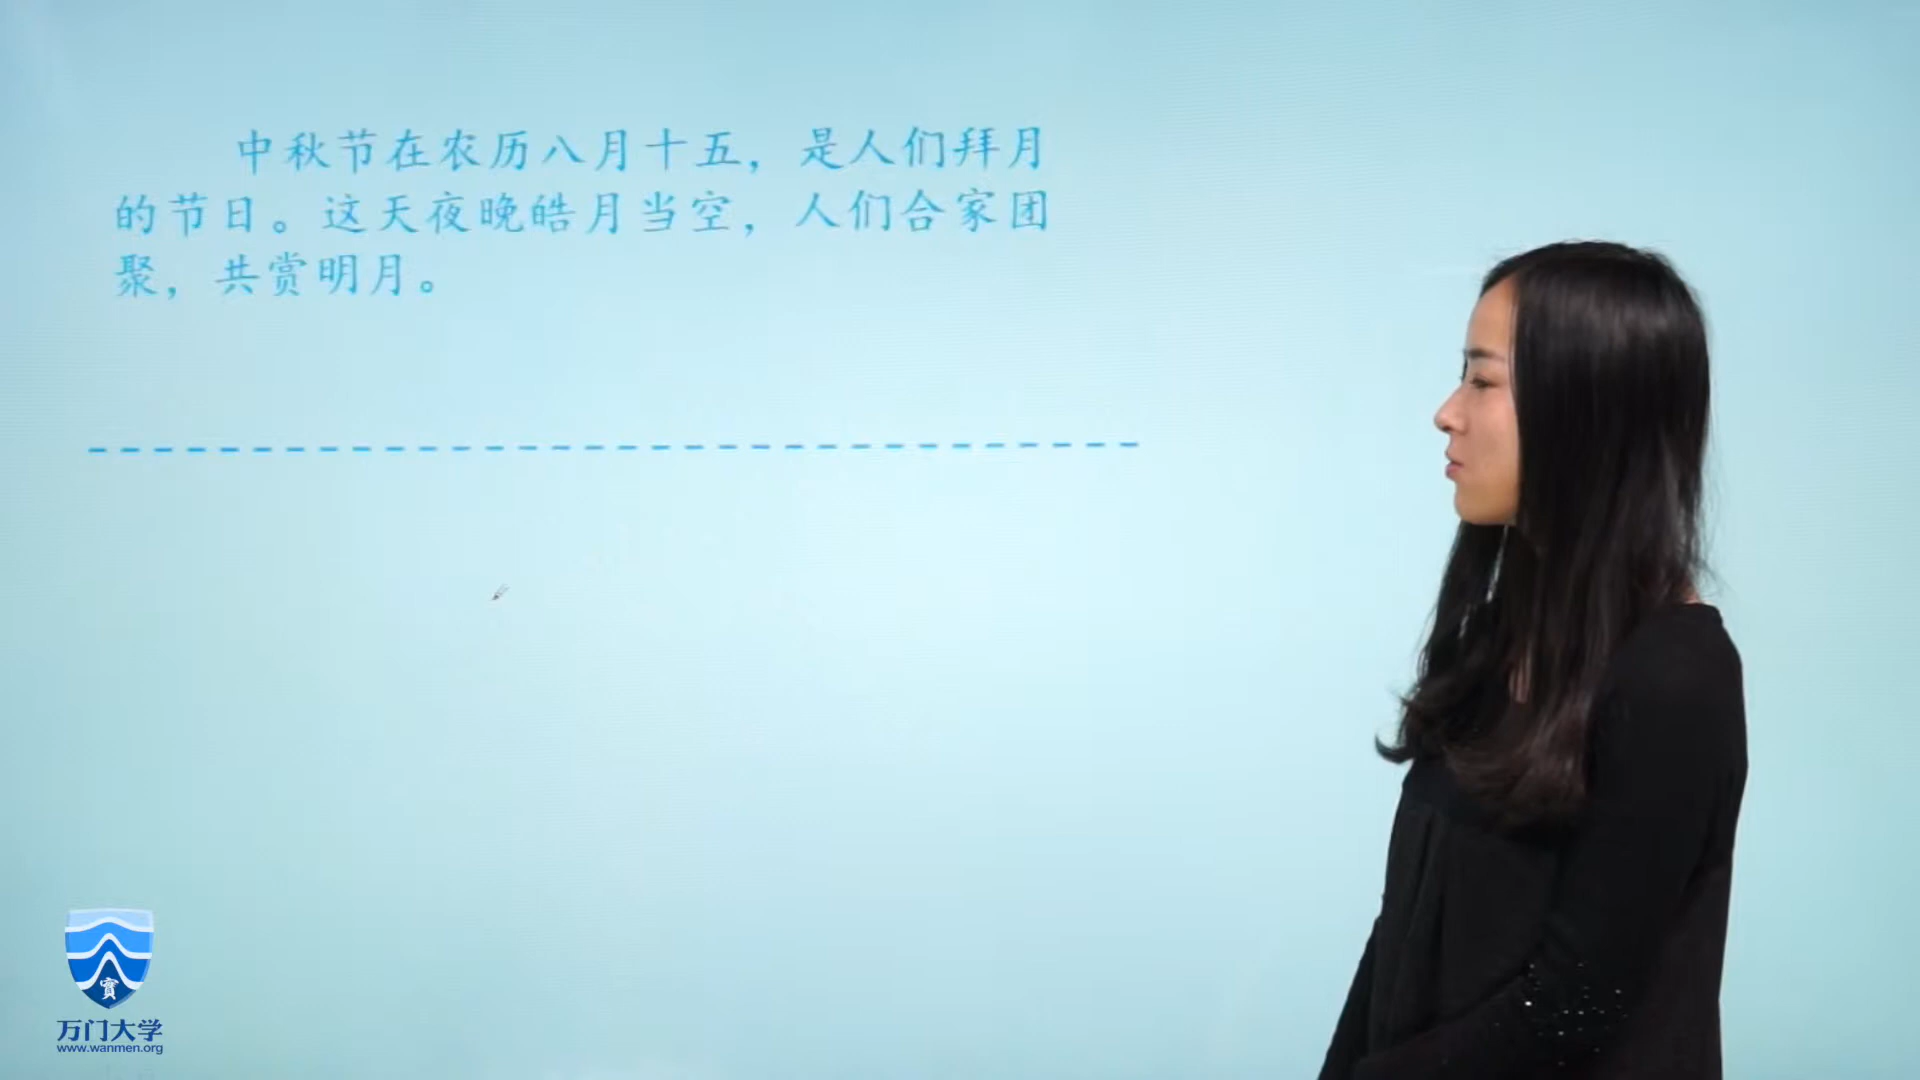 中秋节在农历八月十五，是人们拜月
的节日。这天夜晚皓月当空，人们合家团
聚，共赏明月。
實
万门大学
www.wanmen.org